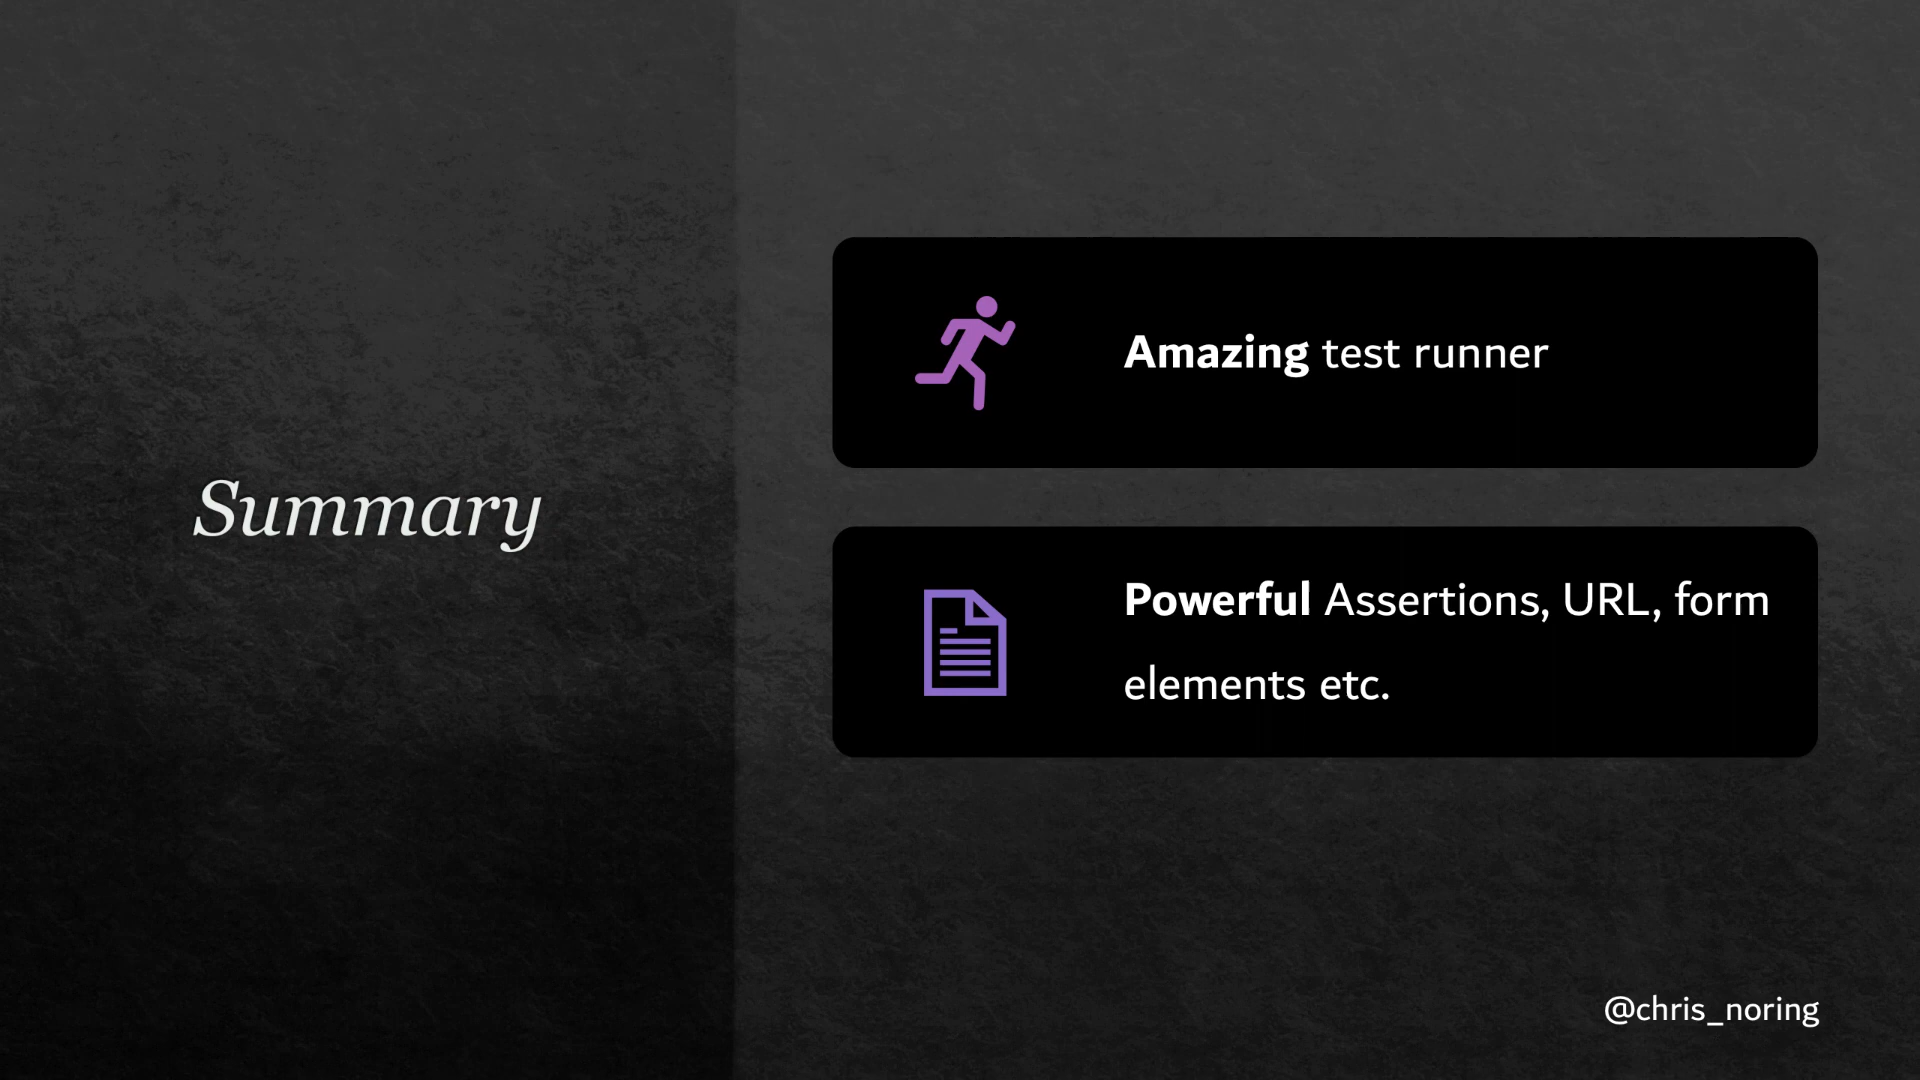 Summary
Amazing test runner
Powerful Assertions, URL, form
elements etc.
@chris_noring